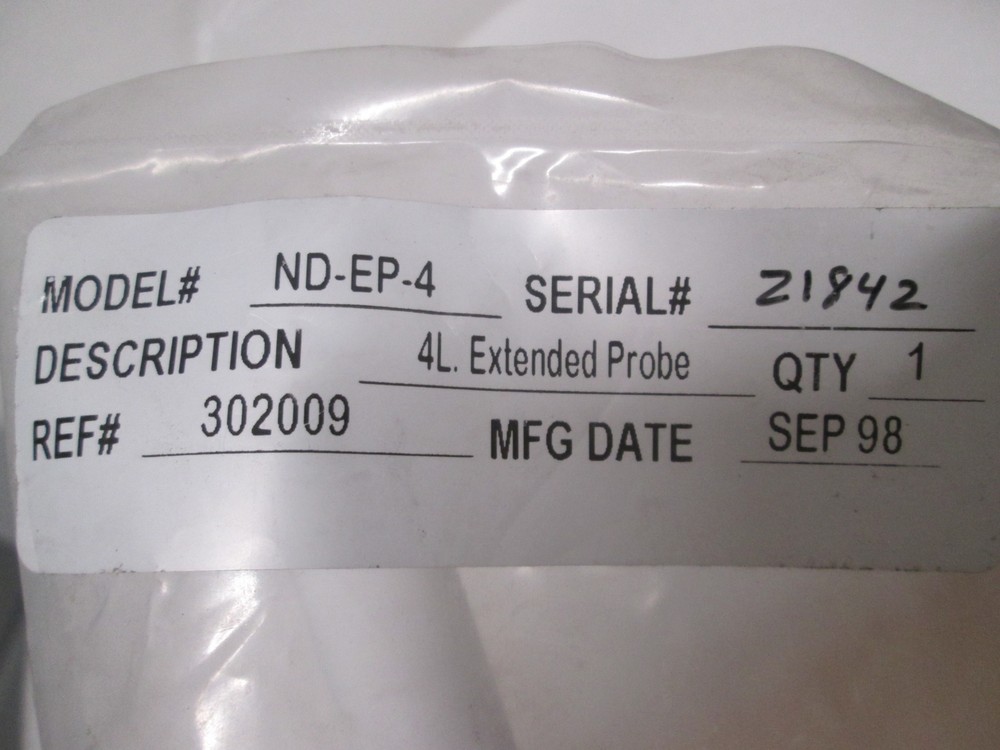 MODEL# ND-EP-4 SERIAL# 21842
DESCRIPTION 4L. Extended Probe QTY 1
REF# 302009 MFG DATE SEP 98